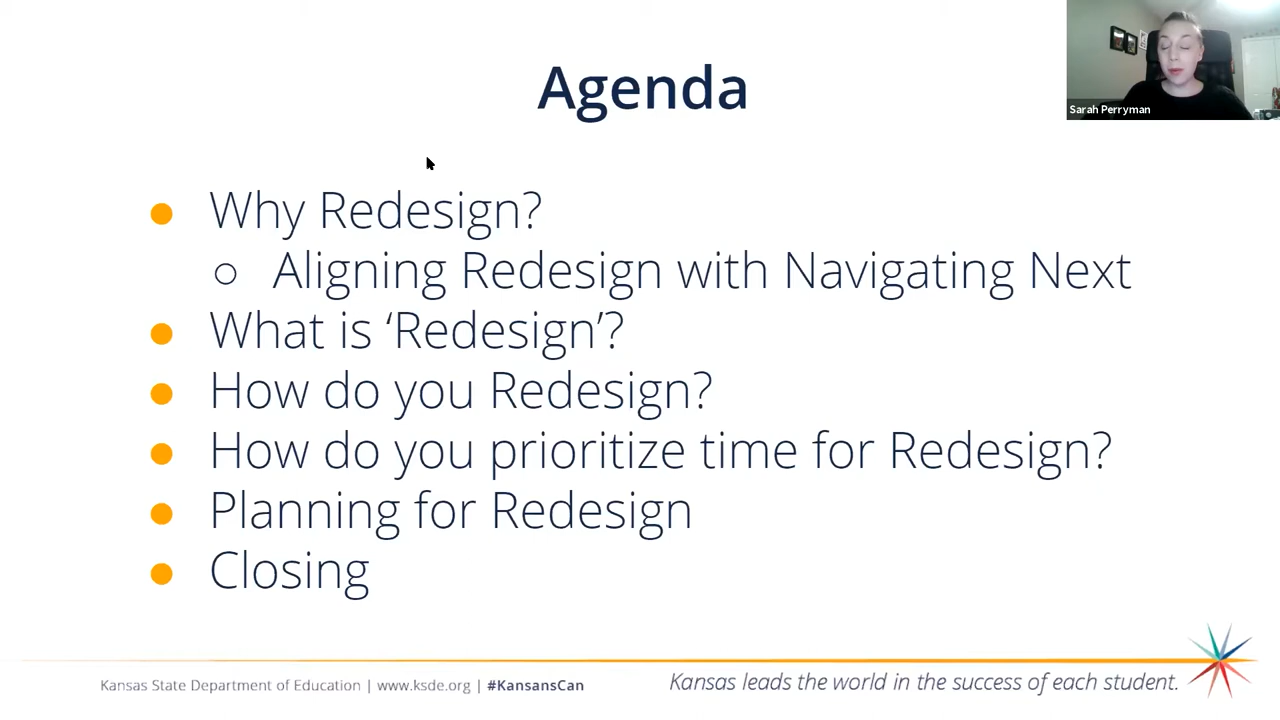 Agenda
Sarah Perryman
Why Redesign?
Aligning Redesign with Navigating Next
What is ‘Redesign’?
How do you Redesign?
How do you prioritize time for Redesign?
Planning for Redesign
Closing
Kansas State Department of Education | www.ksde.org | #KansansCan
Kansas leads the world in the success of each student.